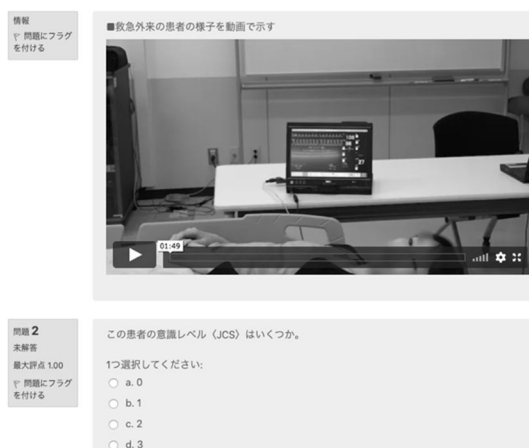 情報
問題にフラグ
を付ける
■救急外来の患者の様子を動画で示す
01:49
問題 2
未解答
最大評点 1.00
問題にフラグ
を付ける
この患者の意識レベル〈JCS〉はいくつか。
1つ選択してください:
a. 0
b. 1
c. 2
d. 3